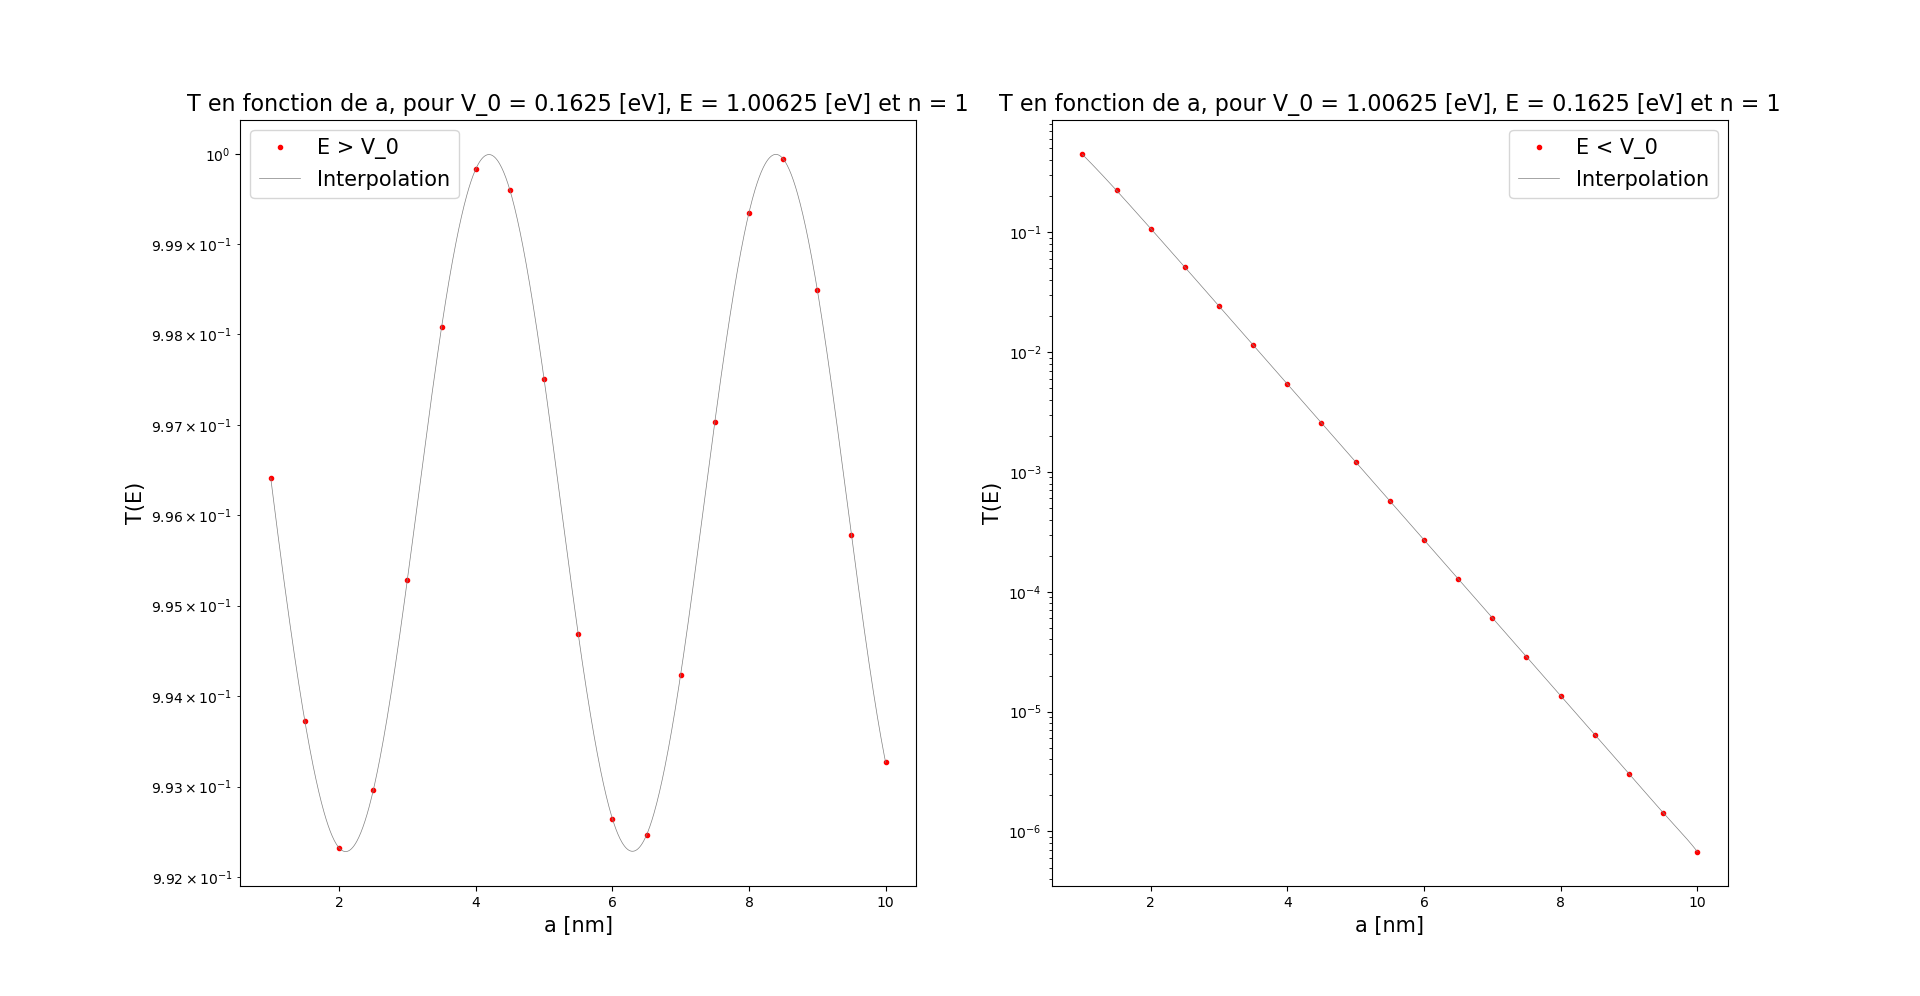 T en fonction de a, pour V_0 = 0.1625 [eV], E = 1.00625 [eV] et n = 1
E > V_0
Interpolation
10⁰
9.99 × 10⁻¹
9.98 × 10⁻¹
9.97 × 10⁻¹
9.96 × 10⁻¹
9.95 × 10⁻¹
9.94 × 10⁻¹
9.93 × 10⁻¹
9.92 × 10⁻¹
T(E)
2 4 6 8 10
a [nm]
T en fonction de a, pour V_0 = 1.00625 [eV], E = 0.1625 [eV] et n = 1
E < V_0
Interpolation
10⁻¹
10⁻²
10⁻³
10⁻⁴
10⁻⁵
10⁻⁶
T(E)
2 4 6 8 10
a [nm]